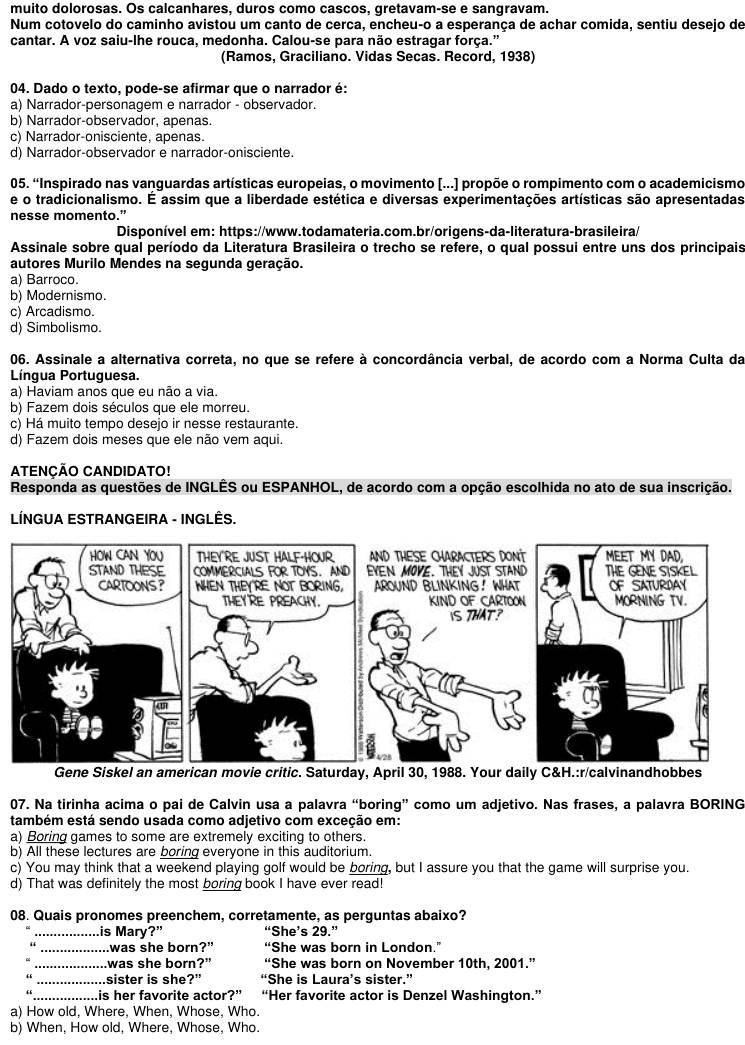 muito dolorosas. Os calcanhares, duros como cascos, gretavam-se e sangravam.
Num cotovelo do caminho avistou um canto de cerca, encheu-o a esperança de achar comida, sentiu desejo de
cantar. A voz saiu-lhe rouca, medonha. Calou-se para não estragar força.”
(Ramos, Graciliano. Vidas Secas. Record, 1938)
04. Dado o texto, pode-se afirmar que o narrador é:
a) Narrador-personagem e narrador - observador.
b) Narrador-observador, apenas.
c) Narrador-onisciente, apenas.
d) Narrador-observador e narrador-onisciente.
05. “Inspirado nas vanguardas artísticas europeias, o movimento [...] propõe o rompimento com o academicismo
e o tradicionalismo. É assim que a liberdade estética e diversas experimentações artísticas são apresentadas
nesse momento.”
Disponível em: https://www.todamateria.com.br/origens-da-literatura-brasileira/
Assinale sobre qual período da Literatura Brasileira o trecho se refere, o qual possui entre uns dos principais
autores Murilo Mendes na segunda geração.
a) Barroco.
b) Modernismo.
c) Arcadismo.
d) Simbolismo.
06. Assinale a alternativa correta, no que se refere à concordância verbal, de acordo com a Norma Culta da
Língua Portuguesa.
a) Haviam anos que eu não a via.
b) Fazem dois séculos que ele morreu.
c) Há muito tempo desejo ir nesse restaurante.
d) Fazem dois meses que ele não vem aqui.
ATENÇÃO CANDIDATO!
Responda as questões de INGLÊS ou ESPANHOL, de acordo com a opção escolhida no ato de sua inscrição.
LÍNGUA ESTRANGEIRA - INGLÊS.
HOW CAN YOU
STAND THESE
CARTOONS?
THEY'RE JUST HALF-HOUR
COMMERCIALS FOR TOYS. AND
WHEN THEY'RE NOT BORING,
THEY'RE PREACHY.
AND THESE CHARACTERS DON'T
EVEN MOVE. THEY JUST STAND
AROUND BLINKING! WHAT
KIND OF CARTOON
IS THAT?
MEET MY DAD,
THE GENE SISKEL
OF SATURDAY
MORNING TV.
© 1988 Watterson/Distributed by Andrews McMeel Syndication
4/28
Gene Siskel an american movie critic. Saturday, April 30, 1988. Your daily C&H.:r/calvinandhobbes
07. Na tirinha acima o pai de Calvin usa a palavra “boring” como um adjetivo. Nas frases, a palavra BORING
também está sendo usada como adjetivo com exceção em:
a) Boring games to some are extremely exciting to others.
b) All these lectures are boring everyone in this auditorium.
c) You may think that a weekend playing golf would be boring, but I assure you that the game will surprise you.
d) That was definitely the most boring book I have ever read!
08. Quais pronomes preenchem, corretamente, as perguntas abaixo?
“ .................is Mary?” “She’s 29.”
“ ..................was she born?” “She was born in London.”
“ ...................was she born?” “She was born on November 10th, 2001.”
“ ..................sister is she?” “She is Laura’s sister.”
“.................is her favorite actor?” “Her favorite actor is Denzel Washington.”
a) How old, Where, When, Whose, Who.
b) When, How old, Where, Whose, Who.